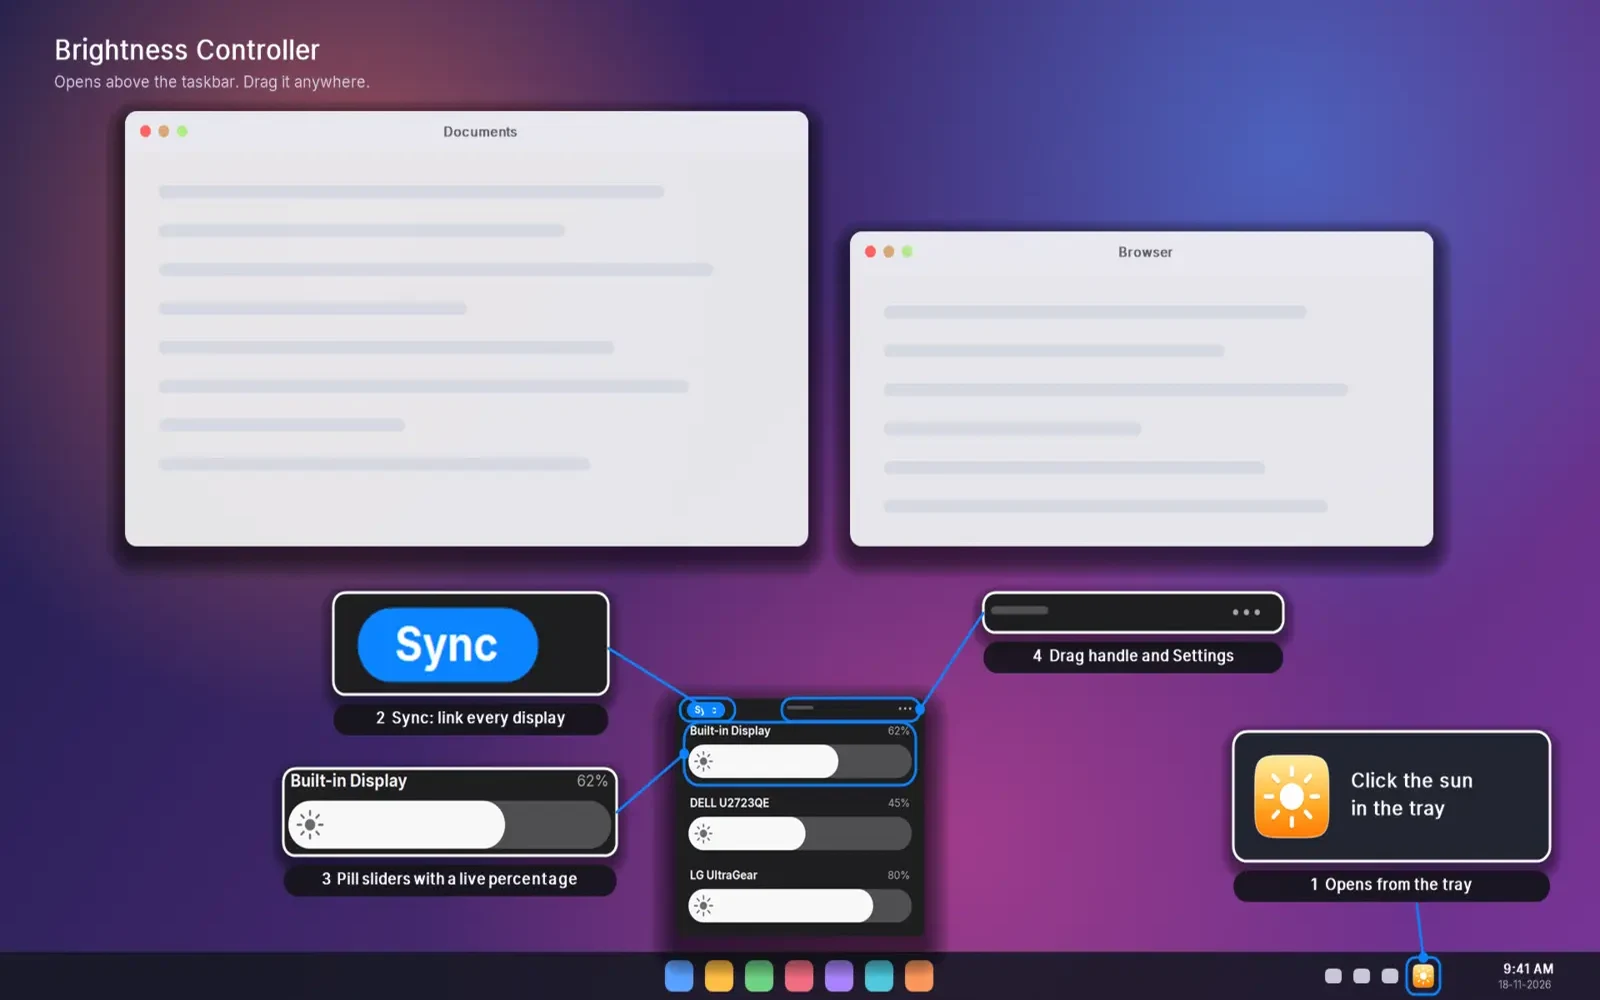 Brightness Controller
Opens above the taskbar. Drag it anywhere.
Documents
Browser
Sync
2 Sync: link every display
4 Drag handle and Settings
Built-in Display 62%
DELL U2723QE 45%
LG UltraGear 80%
Built-in Display 62%
3 Pill sliders with a live percentage
Click the sun
in the tray
1 Opens from the tray
9:41 AM
18-11-2026